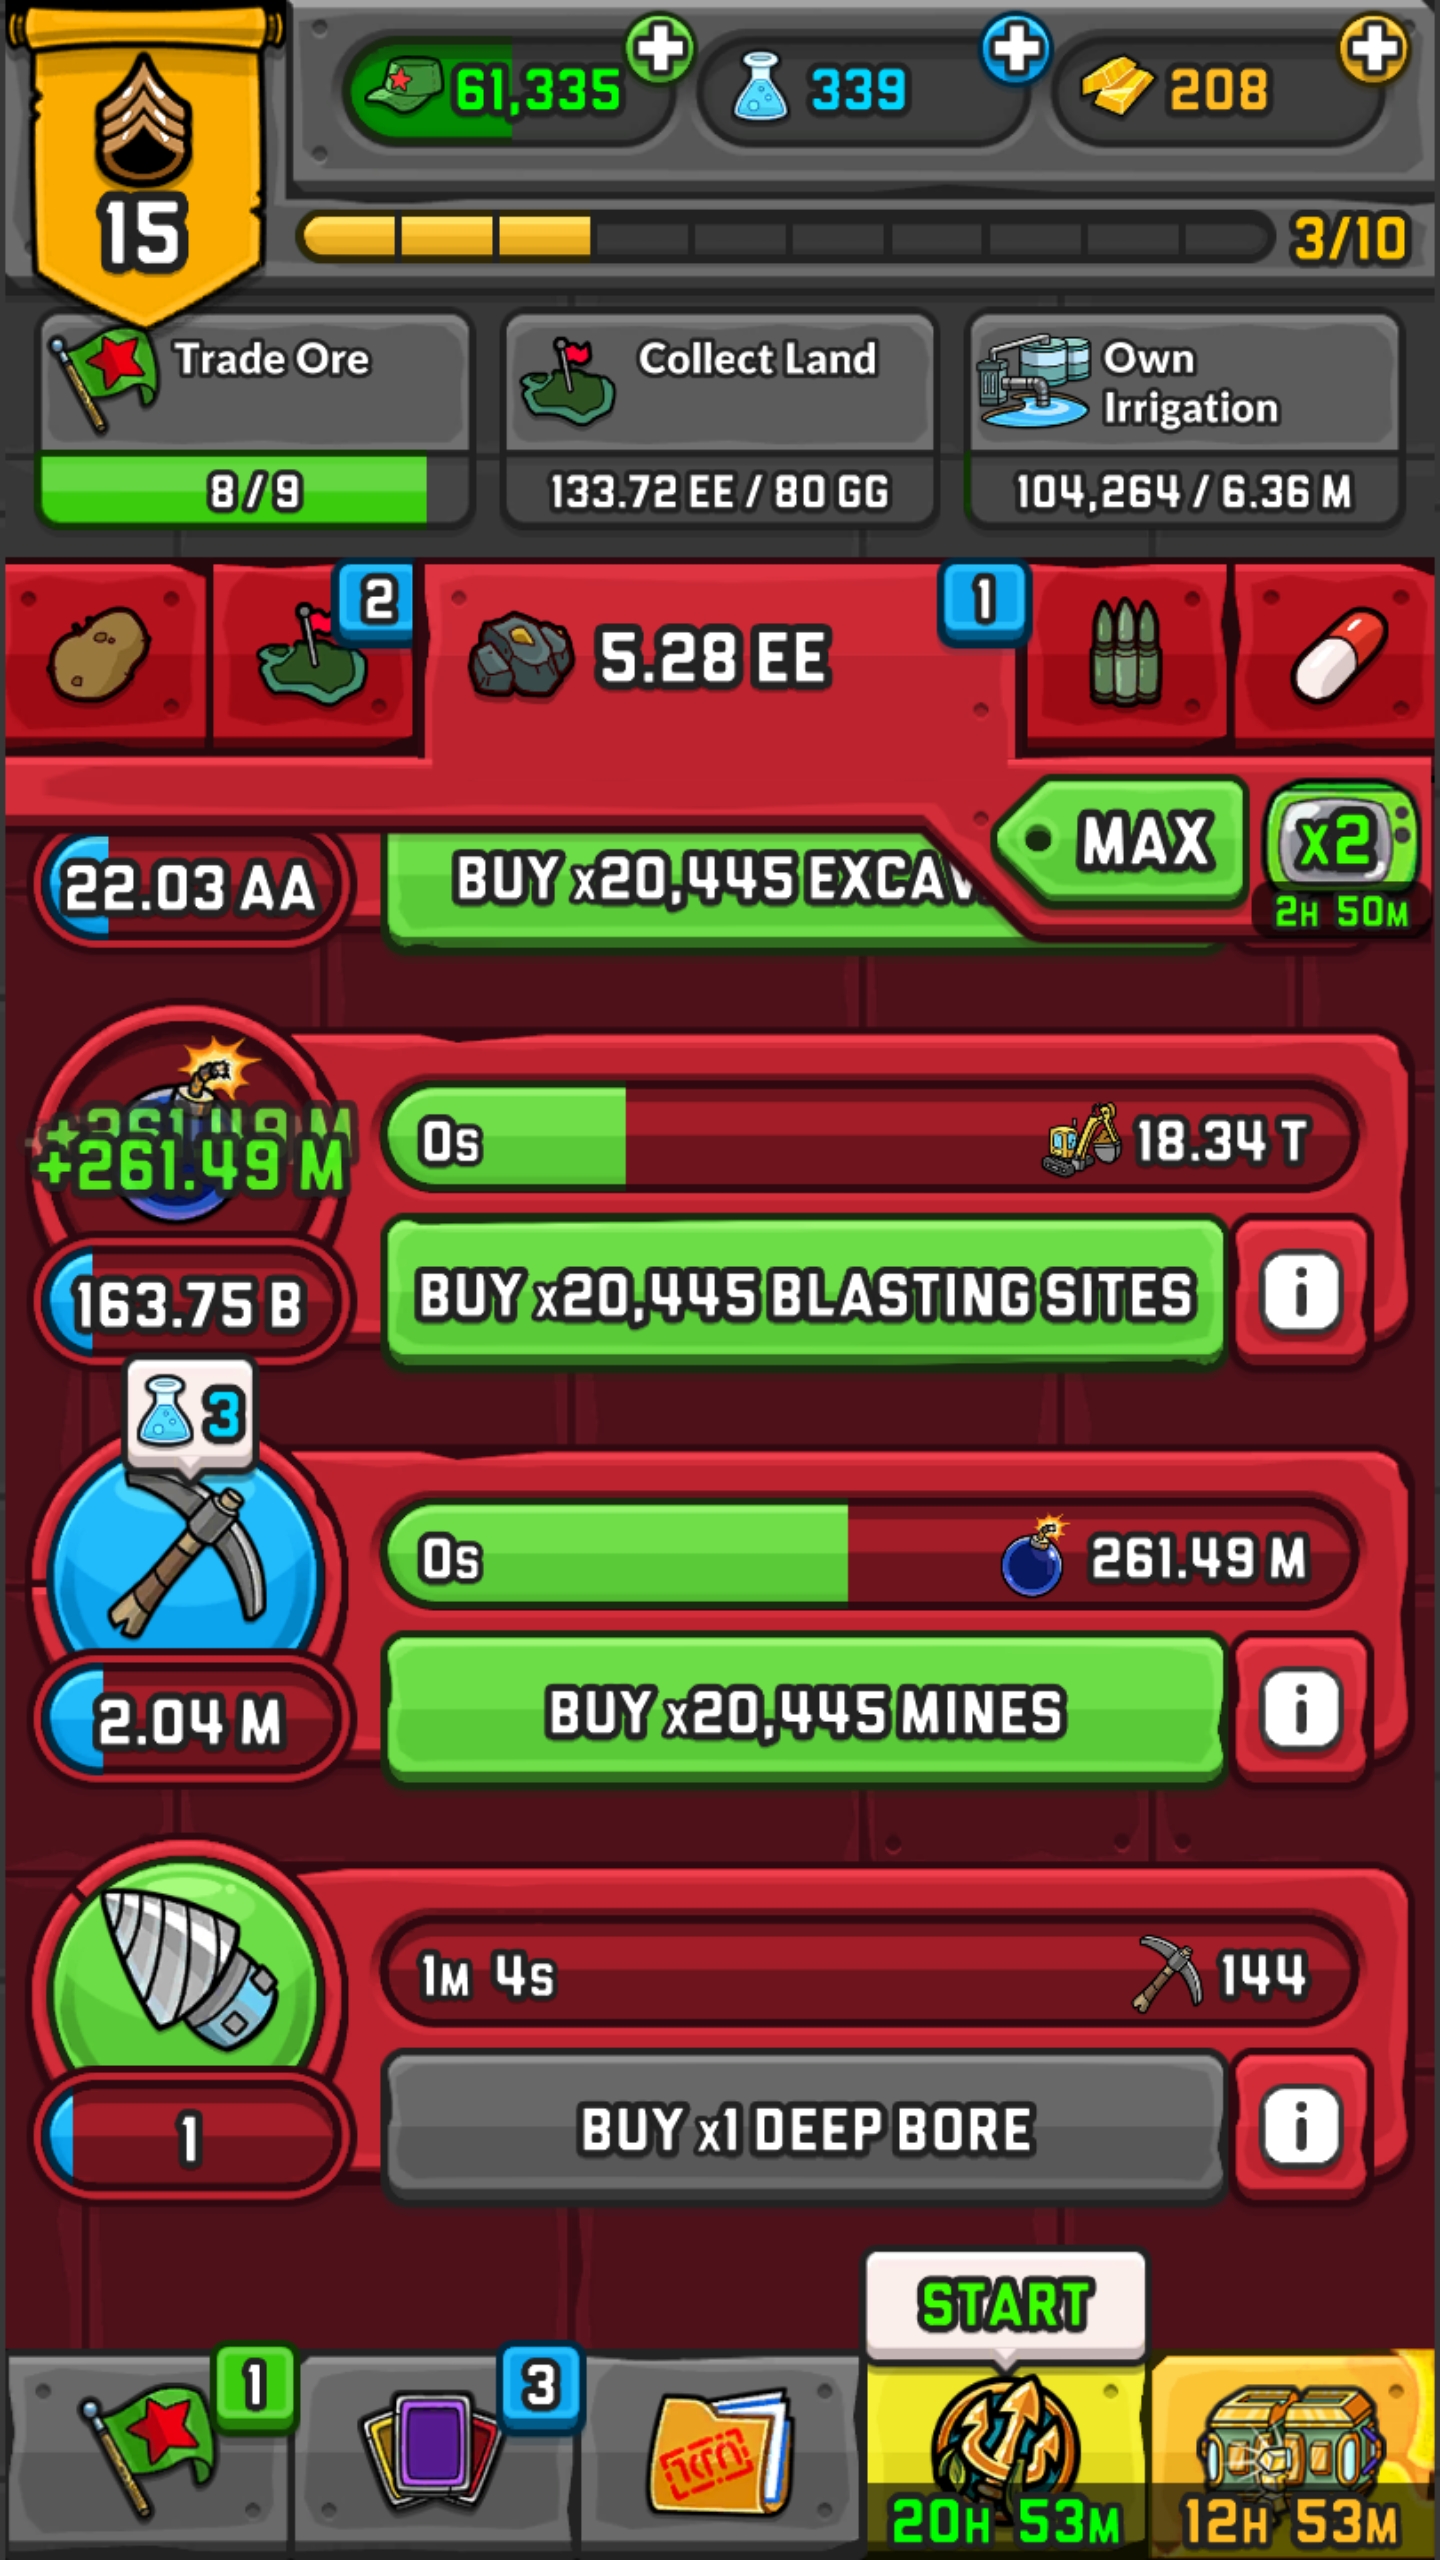 61,335
339
208
15
3/10
Trade Ore
8/9
Collect Land
133.72 EE / 80 GG
Own
Irrigation
104,264 / 6.36 M
2
5.28 EE
1
MAX
x2
2H 50M
22.03 AA
BUY x20,445
+261.49 M
+261.49 M
0s
18.34 T
163.75 B
BUY x20,445 BLASTING SITES
i
3
0s
261.49 M
2.04 M
BUY x20,445 MINES
i
1M 4s
144
1
BUY x1 DEEP BORE
i
START
1
3
20H 53M
12H 53M